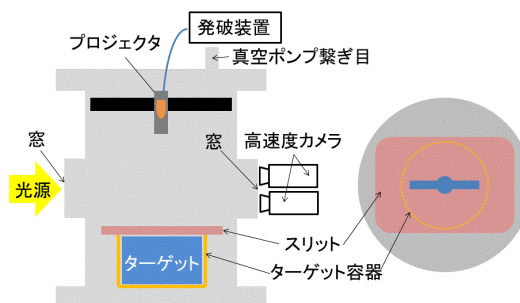 発破装置
プロジェクタ
真空ポンプ繋ぎ目
窓
窓
高速度カメラ
光源
スリット
ターゲット
ターゲット容器